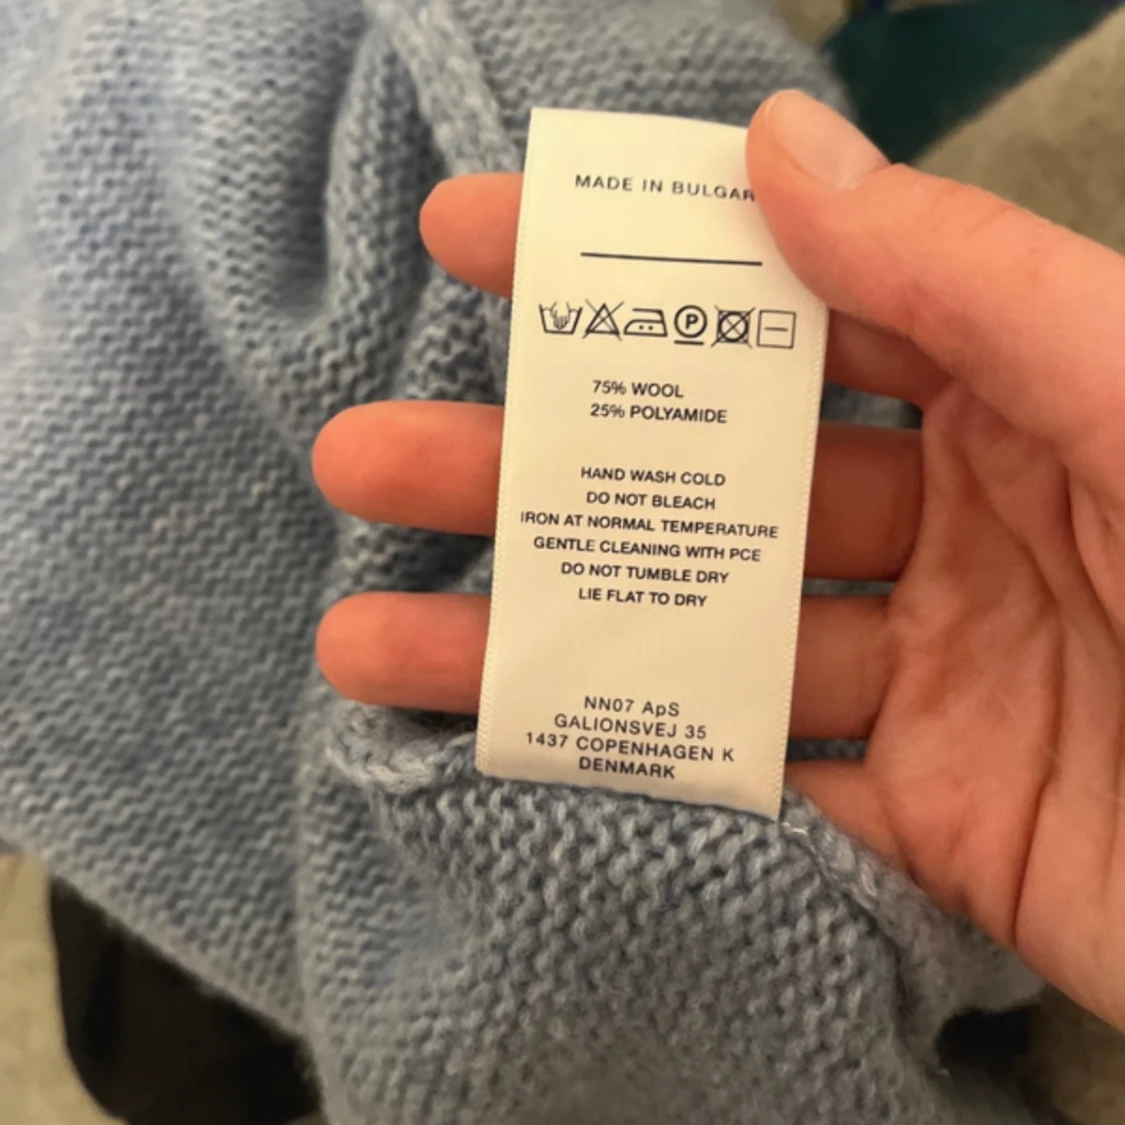 MADE IN BULGAR
P
75% WOOL
25% POLYAMIDE
HAND WASH COLD
DO NOT BLEACH
IRON AT NORMAL TEMPERATURE
GENTLE CLEANING WITH PCE
DO NOT TUMBLE DRY
LIE FLAT TO DRY
NN07 ApS
GALIONSVEJ 35
1437 COPENHAGEN K
DENMARK